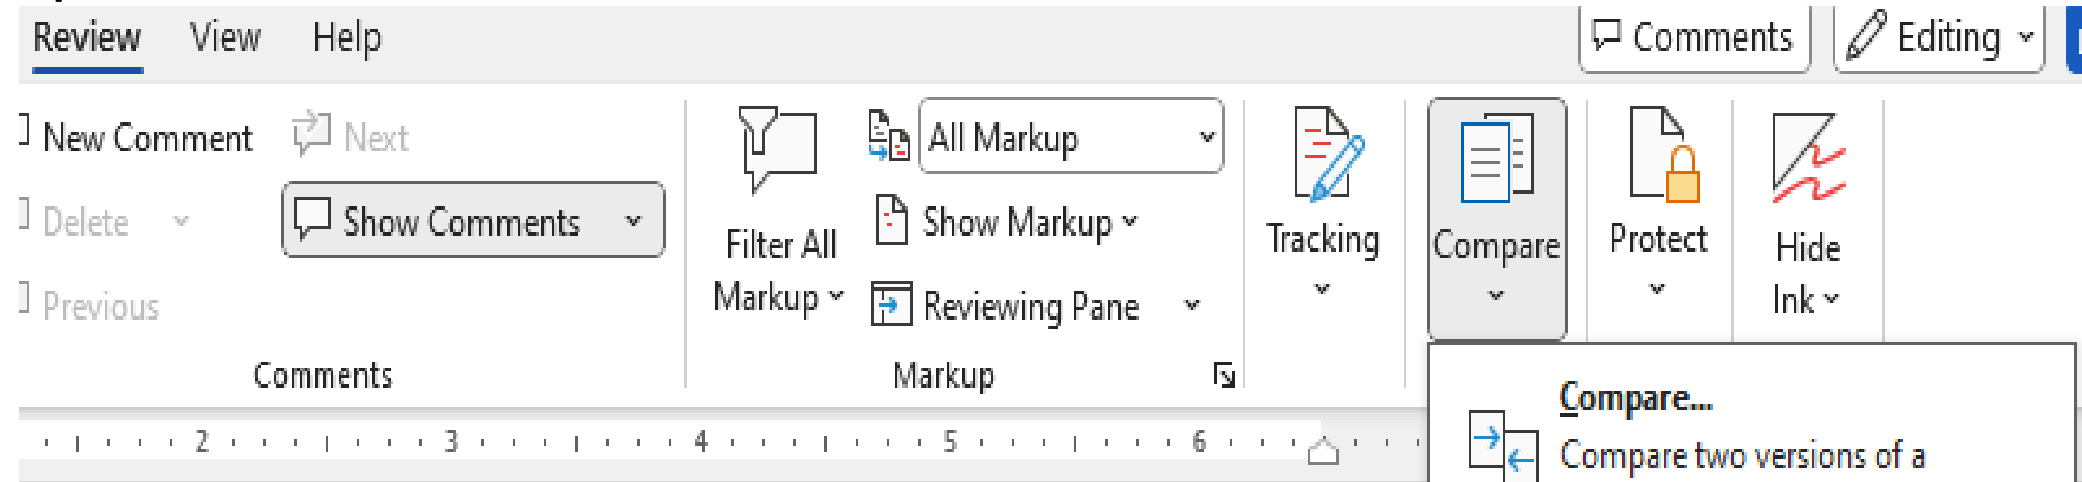 Review View Help Comments Editing
New Comment Next
Delete Show Comments
Previous
Comments
Filter All
Markup
All Markup
Show Markup
Reviewing Pane
Markup
Tracking
Compare
Protect
Hide
Ink
2 3 4 5 6
Compare...
Compare two versions of a